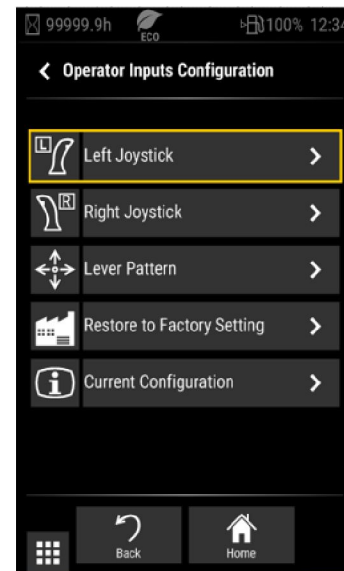 99999.9h ECO 100% 12:34
Operator Inputs Configuration
L Left Joystick
R Right Joystick
Lever Pattern
Restore to Factory Setting
i Current Configuration
Back Home